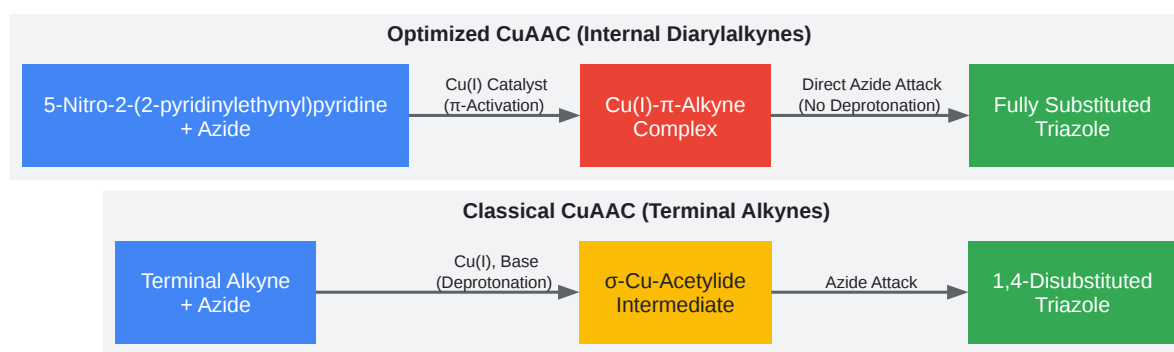 Optimized CuAAC (Internal Diarylalkynes)
5-Nitro-2-(2-pyridinylethynyl)pyridine
+ Azide
Cu(I) Catalyst
(π-Activation)
Cu(I)-π-Alkyne
Complex
Direct Azide Attack
(No Deprotonation)
Fully Substituted
Triazole
Classical CuAAC (Terminal Alkynes)
Terminal Alkyne
+ Azide
Cu(I), Base
(Deprotonation)
σ-Cu-Acetylide
Intermediate
Azide Attack
1,4-Disubstituted
Triazole